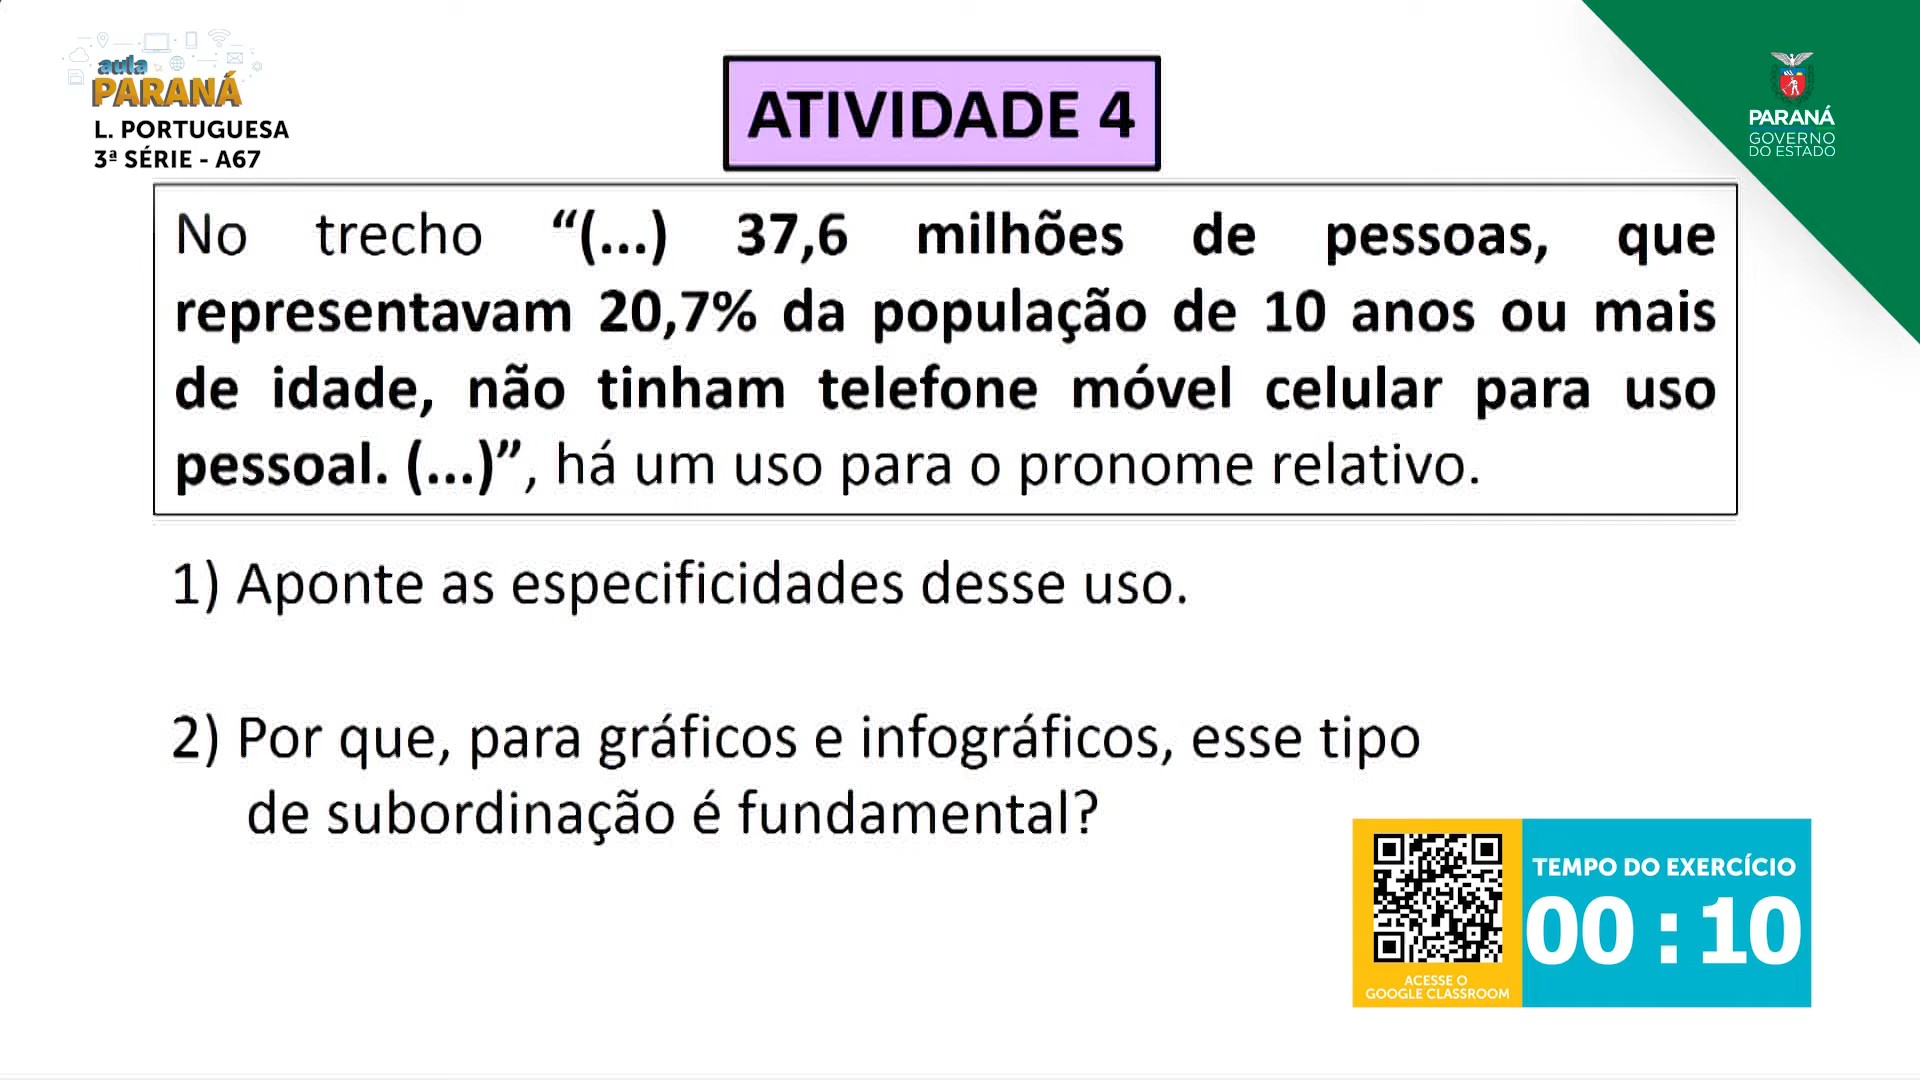 aula
PARANÁ
L. PORTUGUESA
3ª SÉRIE - A67
ATIVIDADE 4
PARANÁ
GOVERNO
DO ESTADO
No trecho “(...) 37,6 milhões de pessoas, que
representavam 20,7% da população de 10 anos ou mais
de idade, não tinham telefone móvel celular para uso
pessoal. (...)”, há um uso para o pronome relativo.
1) Aponte as especificidades desse uso.
2) Por que, para gráficos e infográficos, esse tipo
de subordinação é fundamental?
TEMPO DO EXERCÍCIO
00 : 10
ACESSE O
GOOGLE CLASSROOM